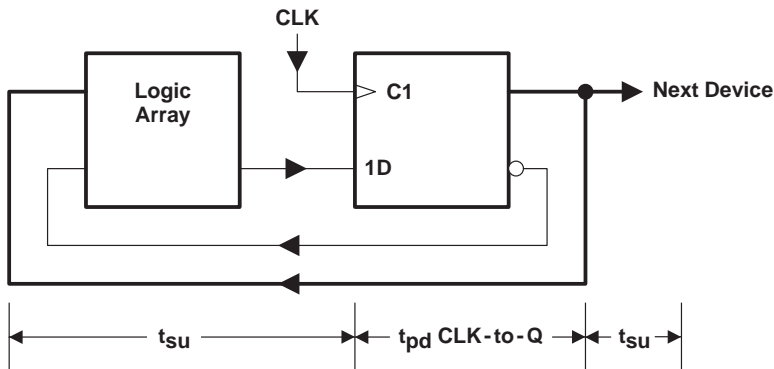 CLK
Logic
Array
C1
1D
Next Device
tsu
tpd CLK-to-Q
tsu